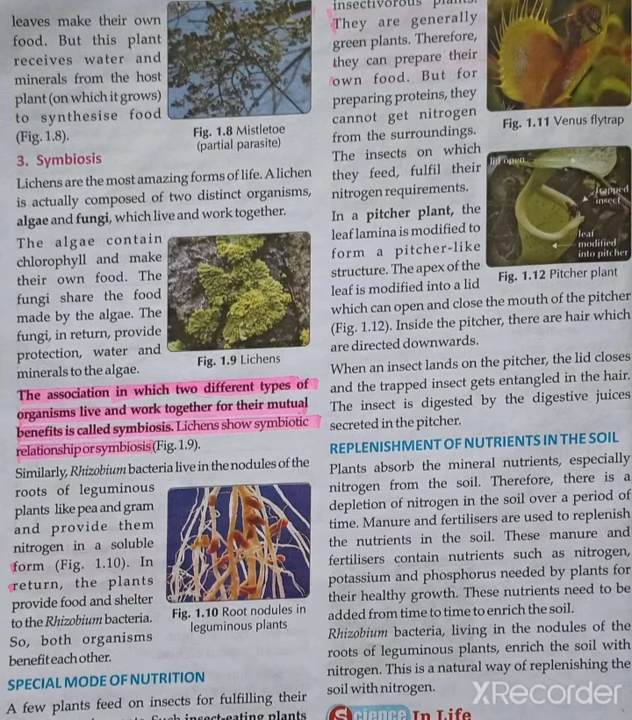 leaves make their own
food. But this plant
receives water and
minerals from the host
plant (on which it grows)
to synthesise food
(Fig. 1.8).
Fig. 1.8 Mistletoe
(partial parasite)
3. Symbiosis
Lichens are the most amazing forms of life. A lichen
is actually composed of two distinct organisms,
algae and fungi, which live and work together.
The algae contain
chlorophyll and make
their own food. The
fungi share the food
made by the algae. The
fungi, in return, provide
protection, water and
minerals to the algae.
Fig. 1.9 Lichens
The association in which two different types of
organisms live and work together for their mutual
benefits is called symbiosis. Lichens show symbiotic
relationship or symbiosis (Fig. 1.9).
Similarly, Rhizobium bacteria live in the nodules of the
roots of leguminous
plants like pea and gram
and provide them
nitrogen in a soluble
form (Fig. 1.10). In
return, the plants
provide food and shelter
to the Rhizobium bacteria.
So, both organisms
benefit each other.
Fig. 1.10 Root nodules in
leguminous plants
SPECIAL MODE OF NUTRITION
A few plants feed on insects for fulfilling their
insect-eating plants
insectivorous plants.
They are generally
green plants. Therefore,
they can prepare their
own food. But for
preparing proteins, they
cannot get nitrogen
from the surroundings.
The insects on which
they feed, fulfil their
nitrogen requirements.
Fig. 1.11 Venus flytrap
In a pitcher plant, the
leaf lamina is modified to
form a pitcher-like
structure. The apex of the
leaf is modified into a lid
which can open and close the mouth of the pitcher
(Fig. 1.12). Inside the pitcher, there are hair which
are directed downwards.
lid open
trapped
insect
leaf
modified
into pitcher
Fig. 1.12 Pitcher plant
When an insect lands on the pitcher, the lid closes
and the trapped insect gets entangled in the hair.
The insect is digested by the digestive juices
secreted in the pitcher.
REPLENISHMENT OF NUTRIENTS IN THE SOIL
Plants absorb the mineral nutrients, especially
nitrogen from the soil. Therefore, there is a
depletion of nitrogen in the soil over a period of
time. Manure and fertilisers are used to replenish
the nutrients in the soil. These manure and
fertilisers contain nutrients such as nitrogen,
potassium and phosphorus needed by plants for
their healthy growth. These nutrients need to be
added from time to time to enrich the soil.
Rhizobium bacteria, living in the nodules of the
roots of leguminous plants, enrich the soil with
nitrogen. This is a natural way of replenishing the
soil with nitrogen.
Science In Life
XRecorder